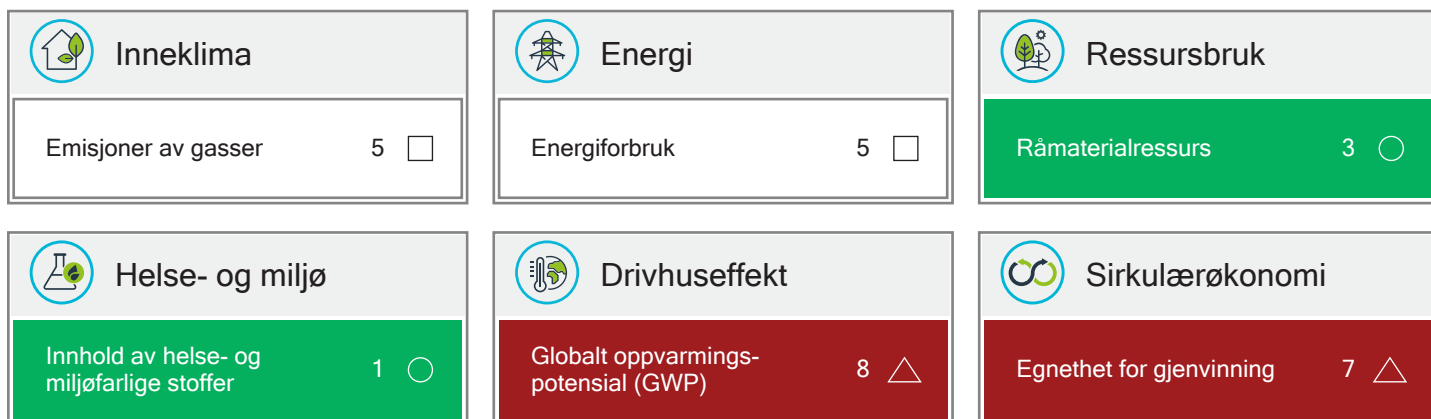 Inneklima
Emisjoner av gasser 5
Energi
Energiforbruk 5
Ressursbruk
Råmaterialressurs 3
Helse- og miljø
Innhold av helse- og
miljøfarlige stoffer 1
Drivhuseffekt
Globalt oppvarmings-
potensial (GWP) 8
Sirkulærøkonomi
Egnethet for gjenvinning 7